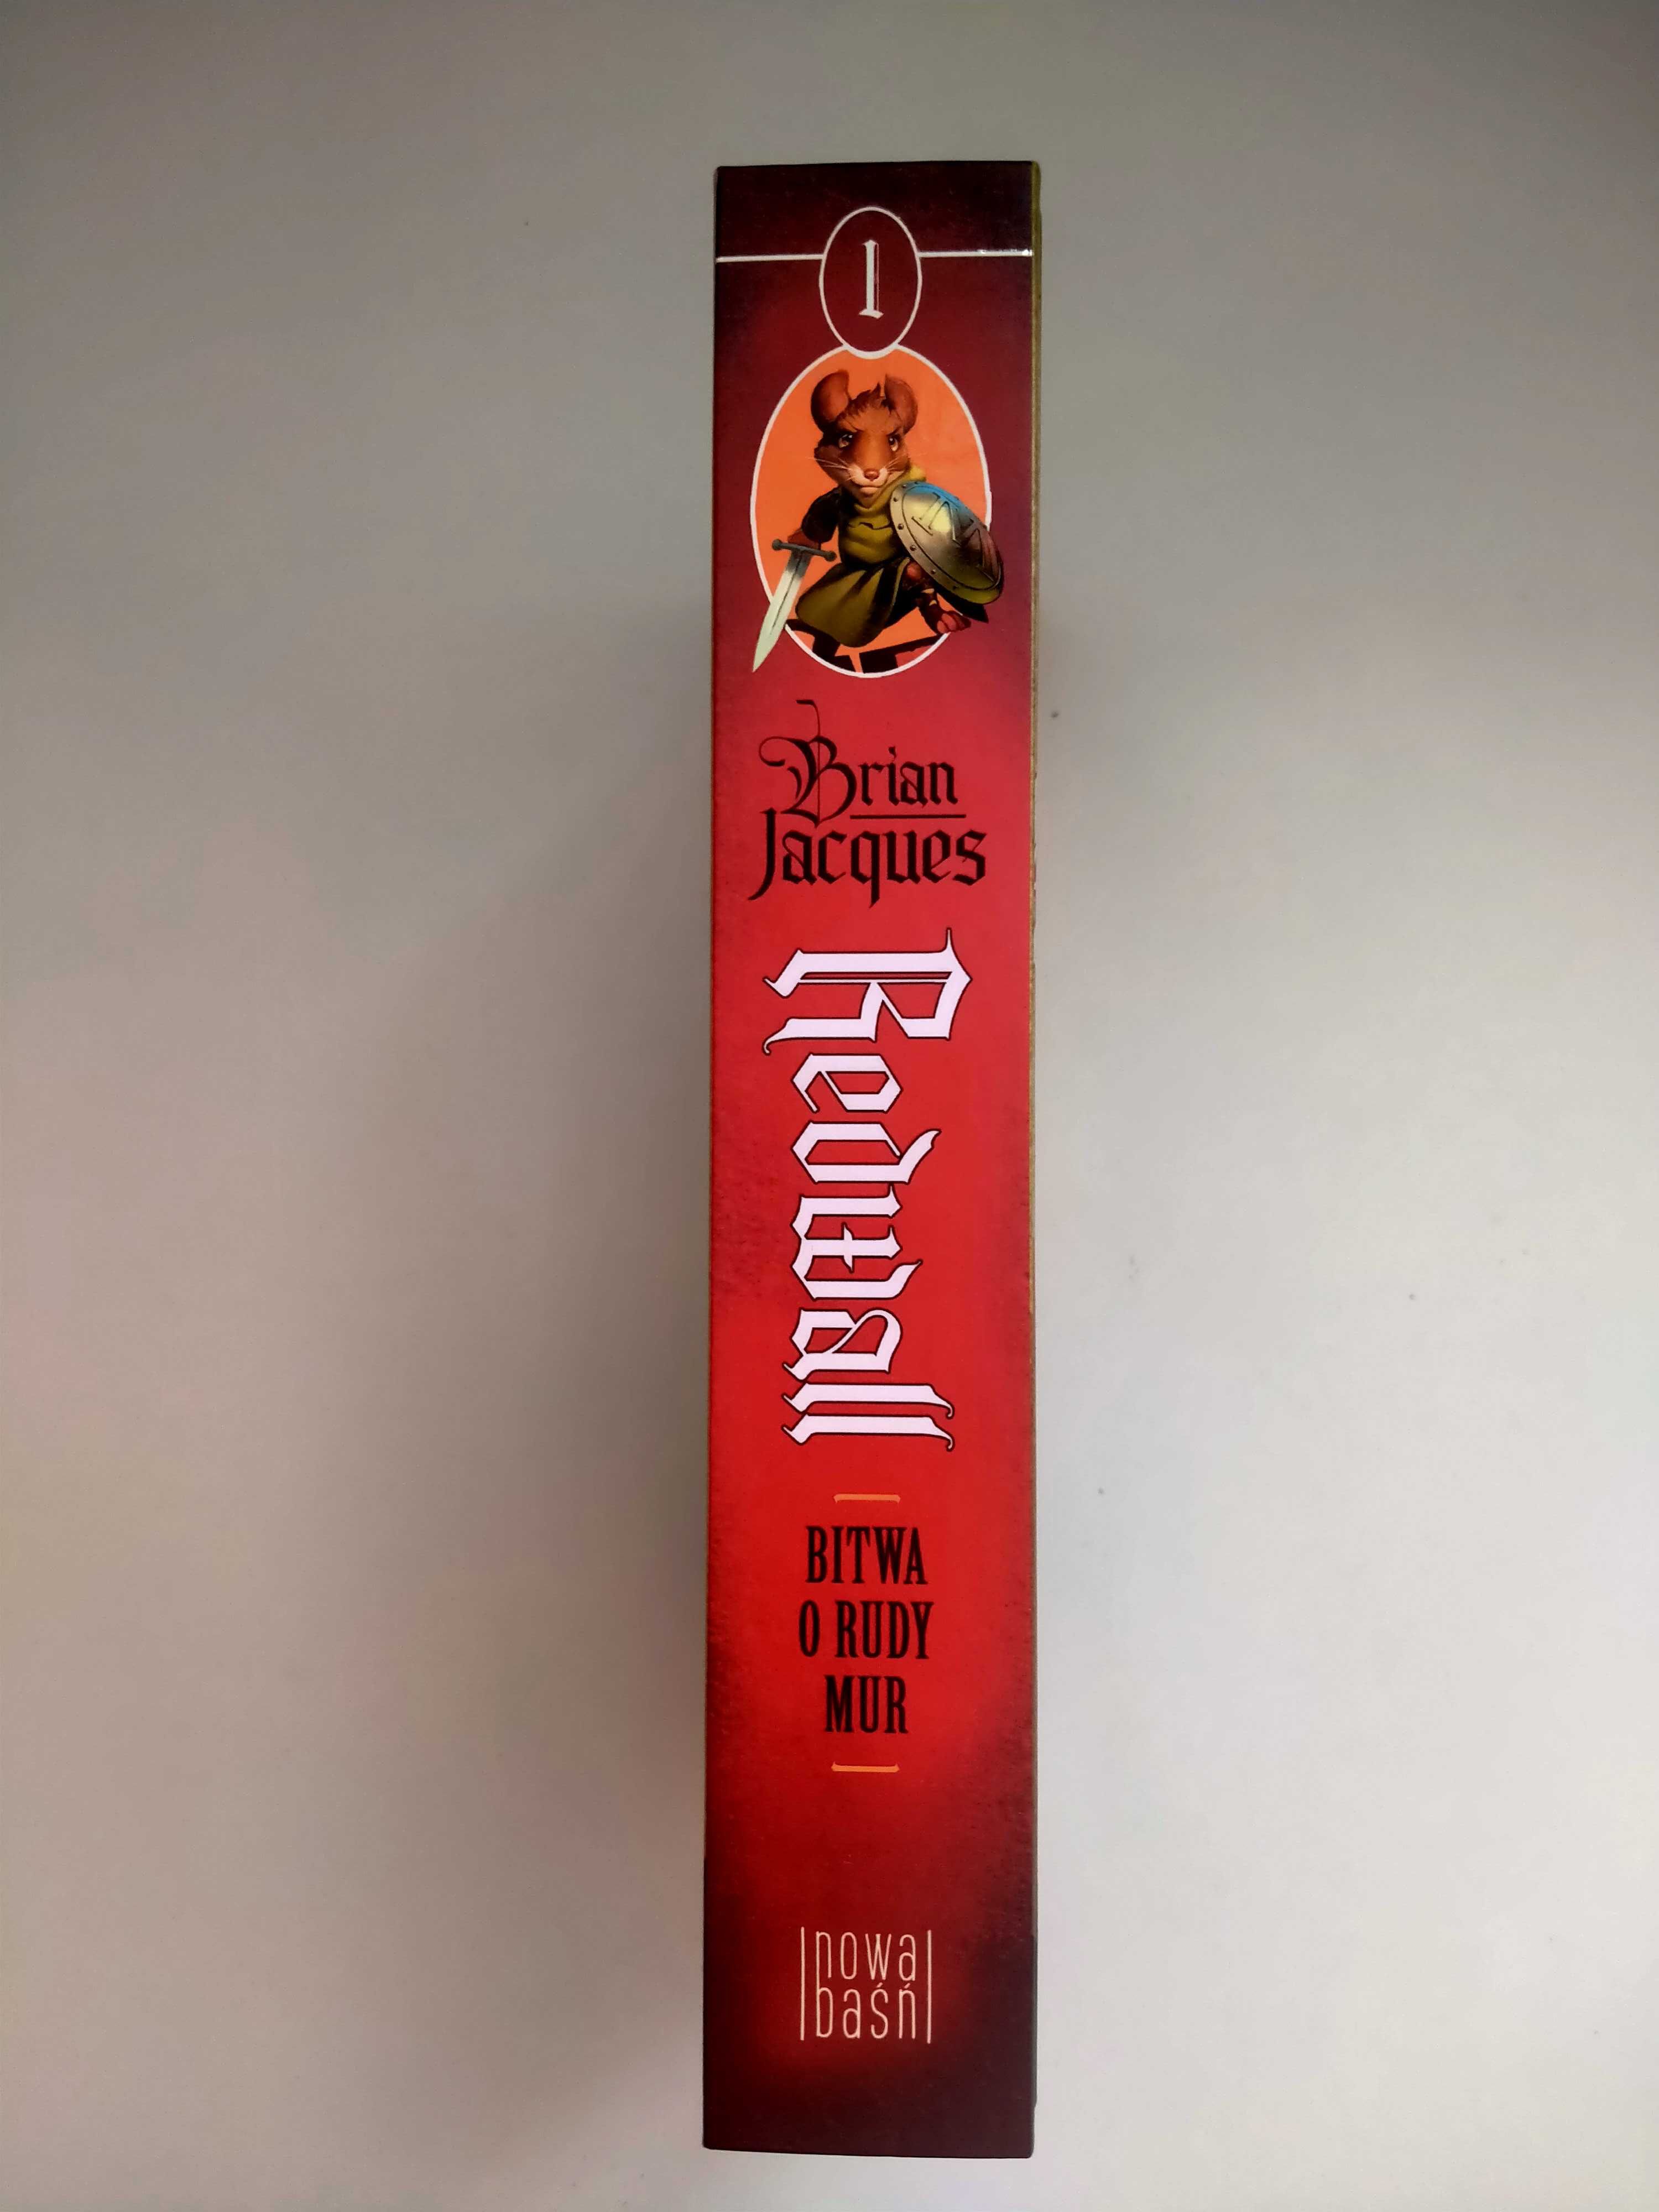 1
Brian
Jacques
Redwall
BITWA
O RUDY
MUR
nowa
baśń